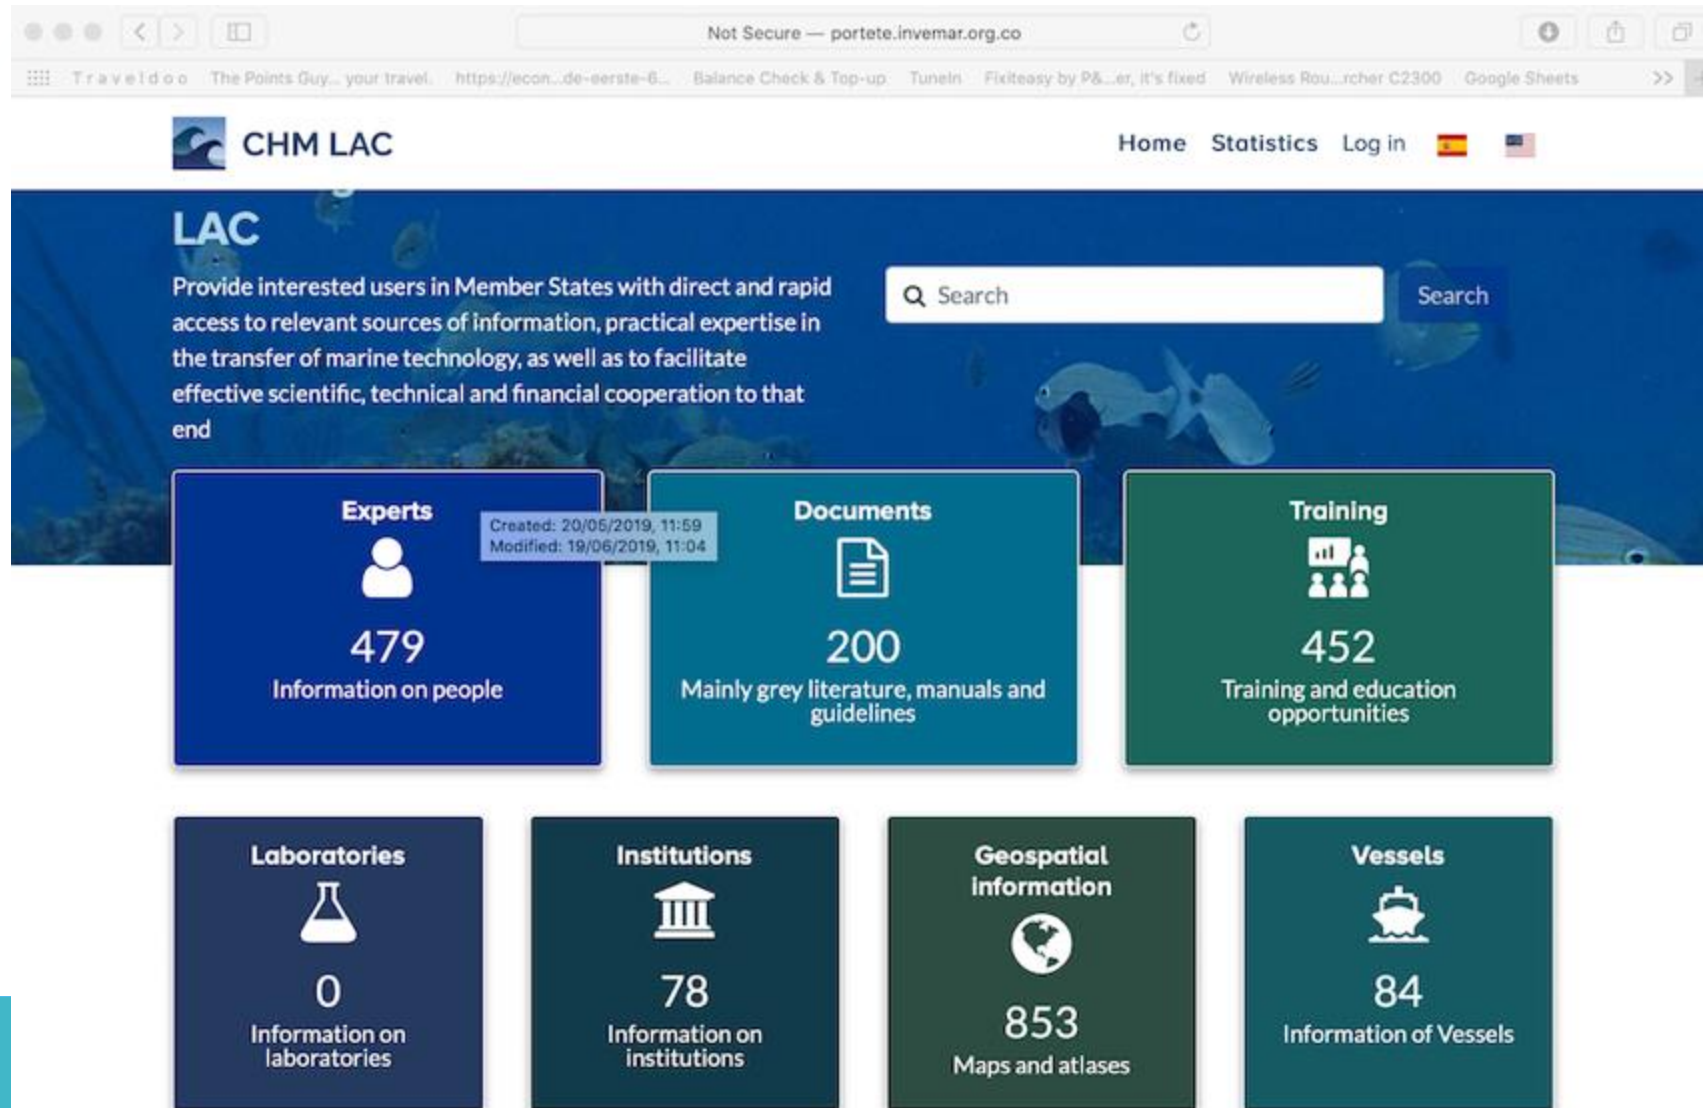 Not Secure — portete.invemar.org.co
Traveldoo The Points Guy... your travel. https://econ...de-eerste-6... Balance Check & Top-up TuneIn Fixiteasy by P&...er, it's fixed Wireless Rou...rcher C2300 Google Sheets >>
CHM LAC
Home Statistics Log in
LAC
Provide interested users in Member States with direct and rapid
access to relevant sources of information, practical expertise in
the transfer of marine technology, as well as to facilitate
effective scientific, technical and financial cooperation to that
end
Search Search
Experts
Created: 20/05/2019, 11:59
Modified: 19/06/2019, 11:04
479
Information on people
Documents
200
Mainly grey literature, manuals and
guidelines
Training
452
Training and education
opportunities
Laboratories
0
Information on
laboratories
Institutions
78
Information on
institutions
Geospatial
information
853
Maps and atlases
Vessels
84
Information of Vessels